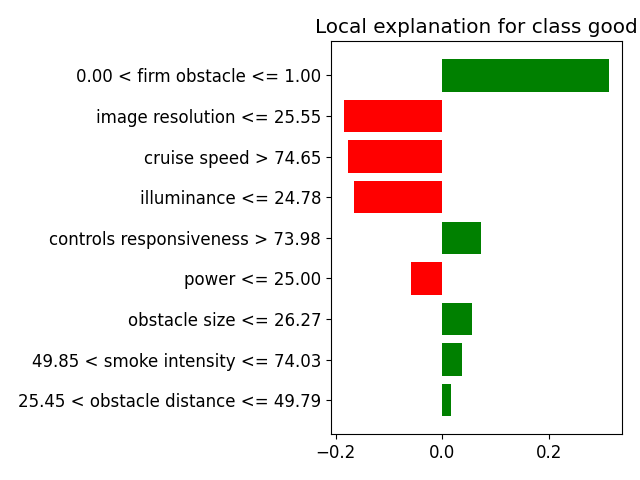 Local explanation for class good
0.00 < firm obstacle <= 1.00
image resolution <= 25.55
cruise speed > 74.65
illuminance <= 24.78
controls responsiveness > 73.98
power <= 25.00
obstacle size <= 26.27
49.85 < smoke intensity <= 74.03
25.45 < obstacle distance <= 49.79
−0.2 0.0 0.2